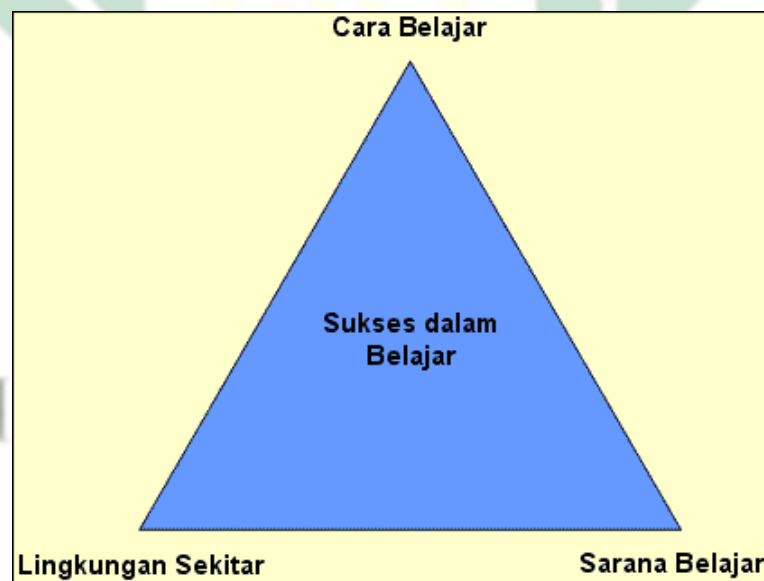 Cara Belajar
Sukses dalam
Belajar
Lingkungan Sekitar
Sarana Belajar